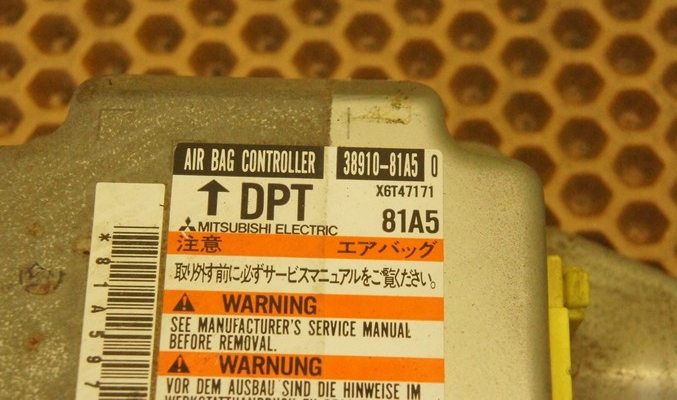 AIR BAG CONTROLLER 38910-81A5 0
↑ DPT X6T47171
MITSUBISHI ELECTRIC 81A5
注意 エアバッグ
取り外す前に必ずサービスマニュアルをご覧ください。
WARNING
SEE MANUFACTURER'S SERVICE MANUAL
BEFORE REMOVAL.
WARNUNG
VOR DEM AUSBAU SIND DIE HINWEISE IM
*81A597